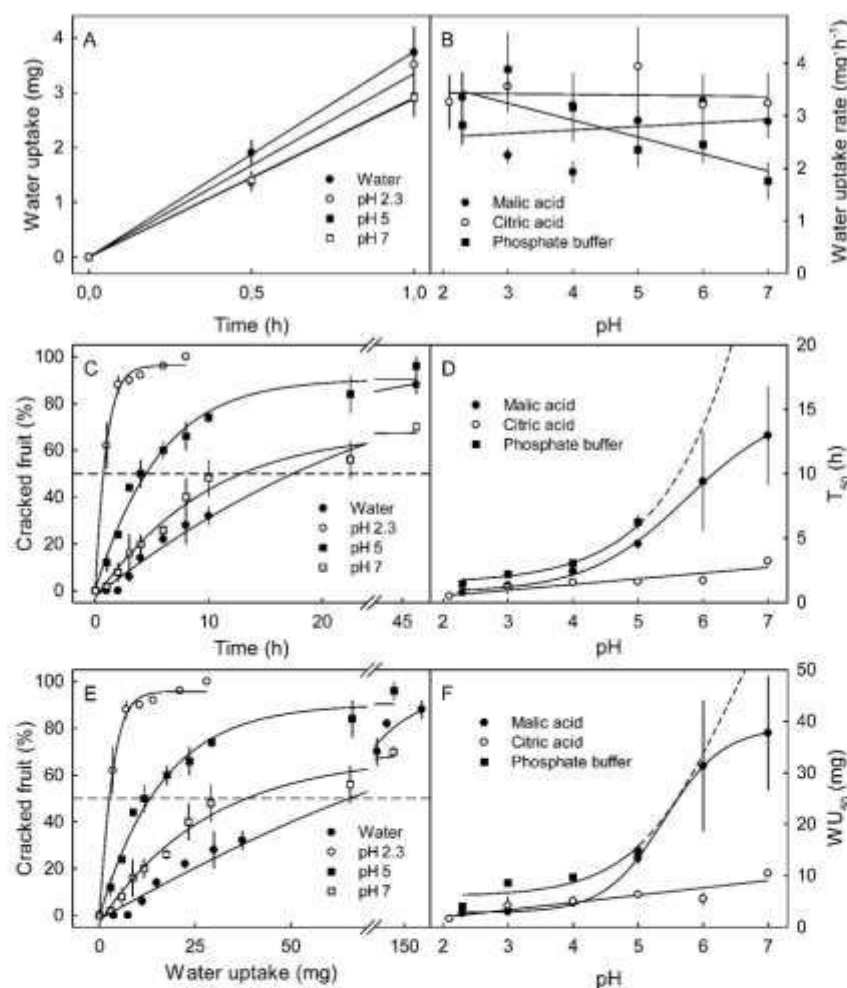 A
B
Water uptake (mg)
4
3
2
1
0
Water
pH 2.3
pH 5
pH 7
0,0
0,5
1,0
Time (h)
Malic acid
Citric acid
Phosphate buffer
2 3 4 5 6 7
pH
4
3
2
1
0
Water uptake rate (mg·h⁻¹)
C
D
Cracked fruit (%)
100
80
60
40
20
0
Water
pH 2.3
pH 5
pH 7
0 10 20 45
Time (h)
Malic acid
Citric acid
Phosphate buffer
2 3 4 5 6 7
pH
20
15
10
5
0
T₅₀ (h)
E
F
Cracked fruit (%)
100
80
60
40
20
0
Water
pH 2.3
pH 5
pH 7
0 25 50 150
Water uptake (mg)
Malic acid
Citric acid
Phosphate buffer
2 3 4 5 6 7
pH
50
40
30
20
10
0
WU₅₀ (mg)